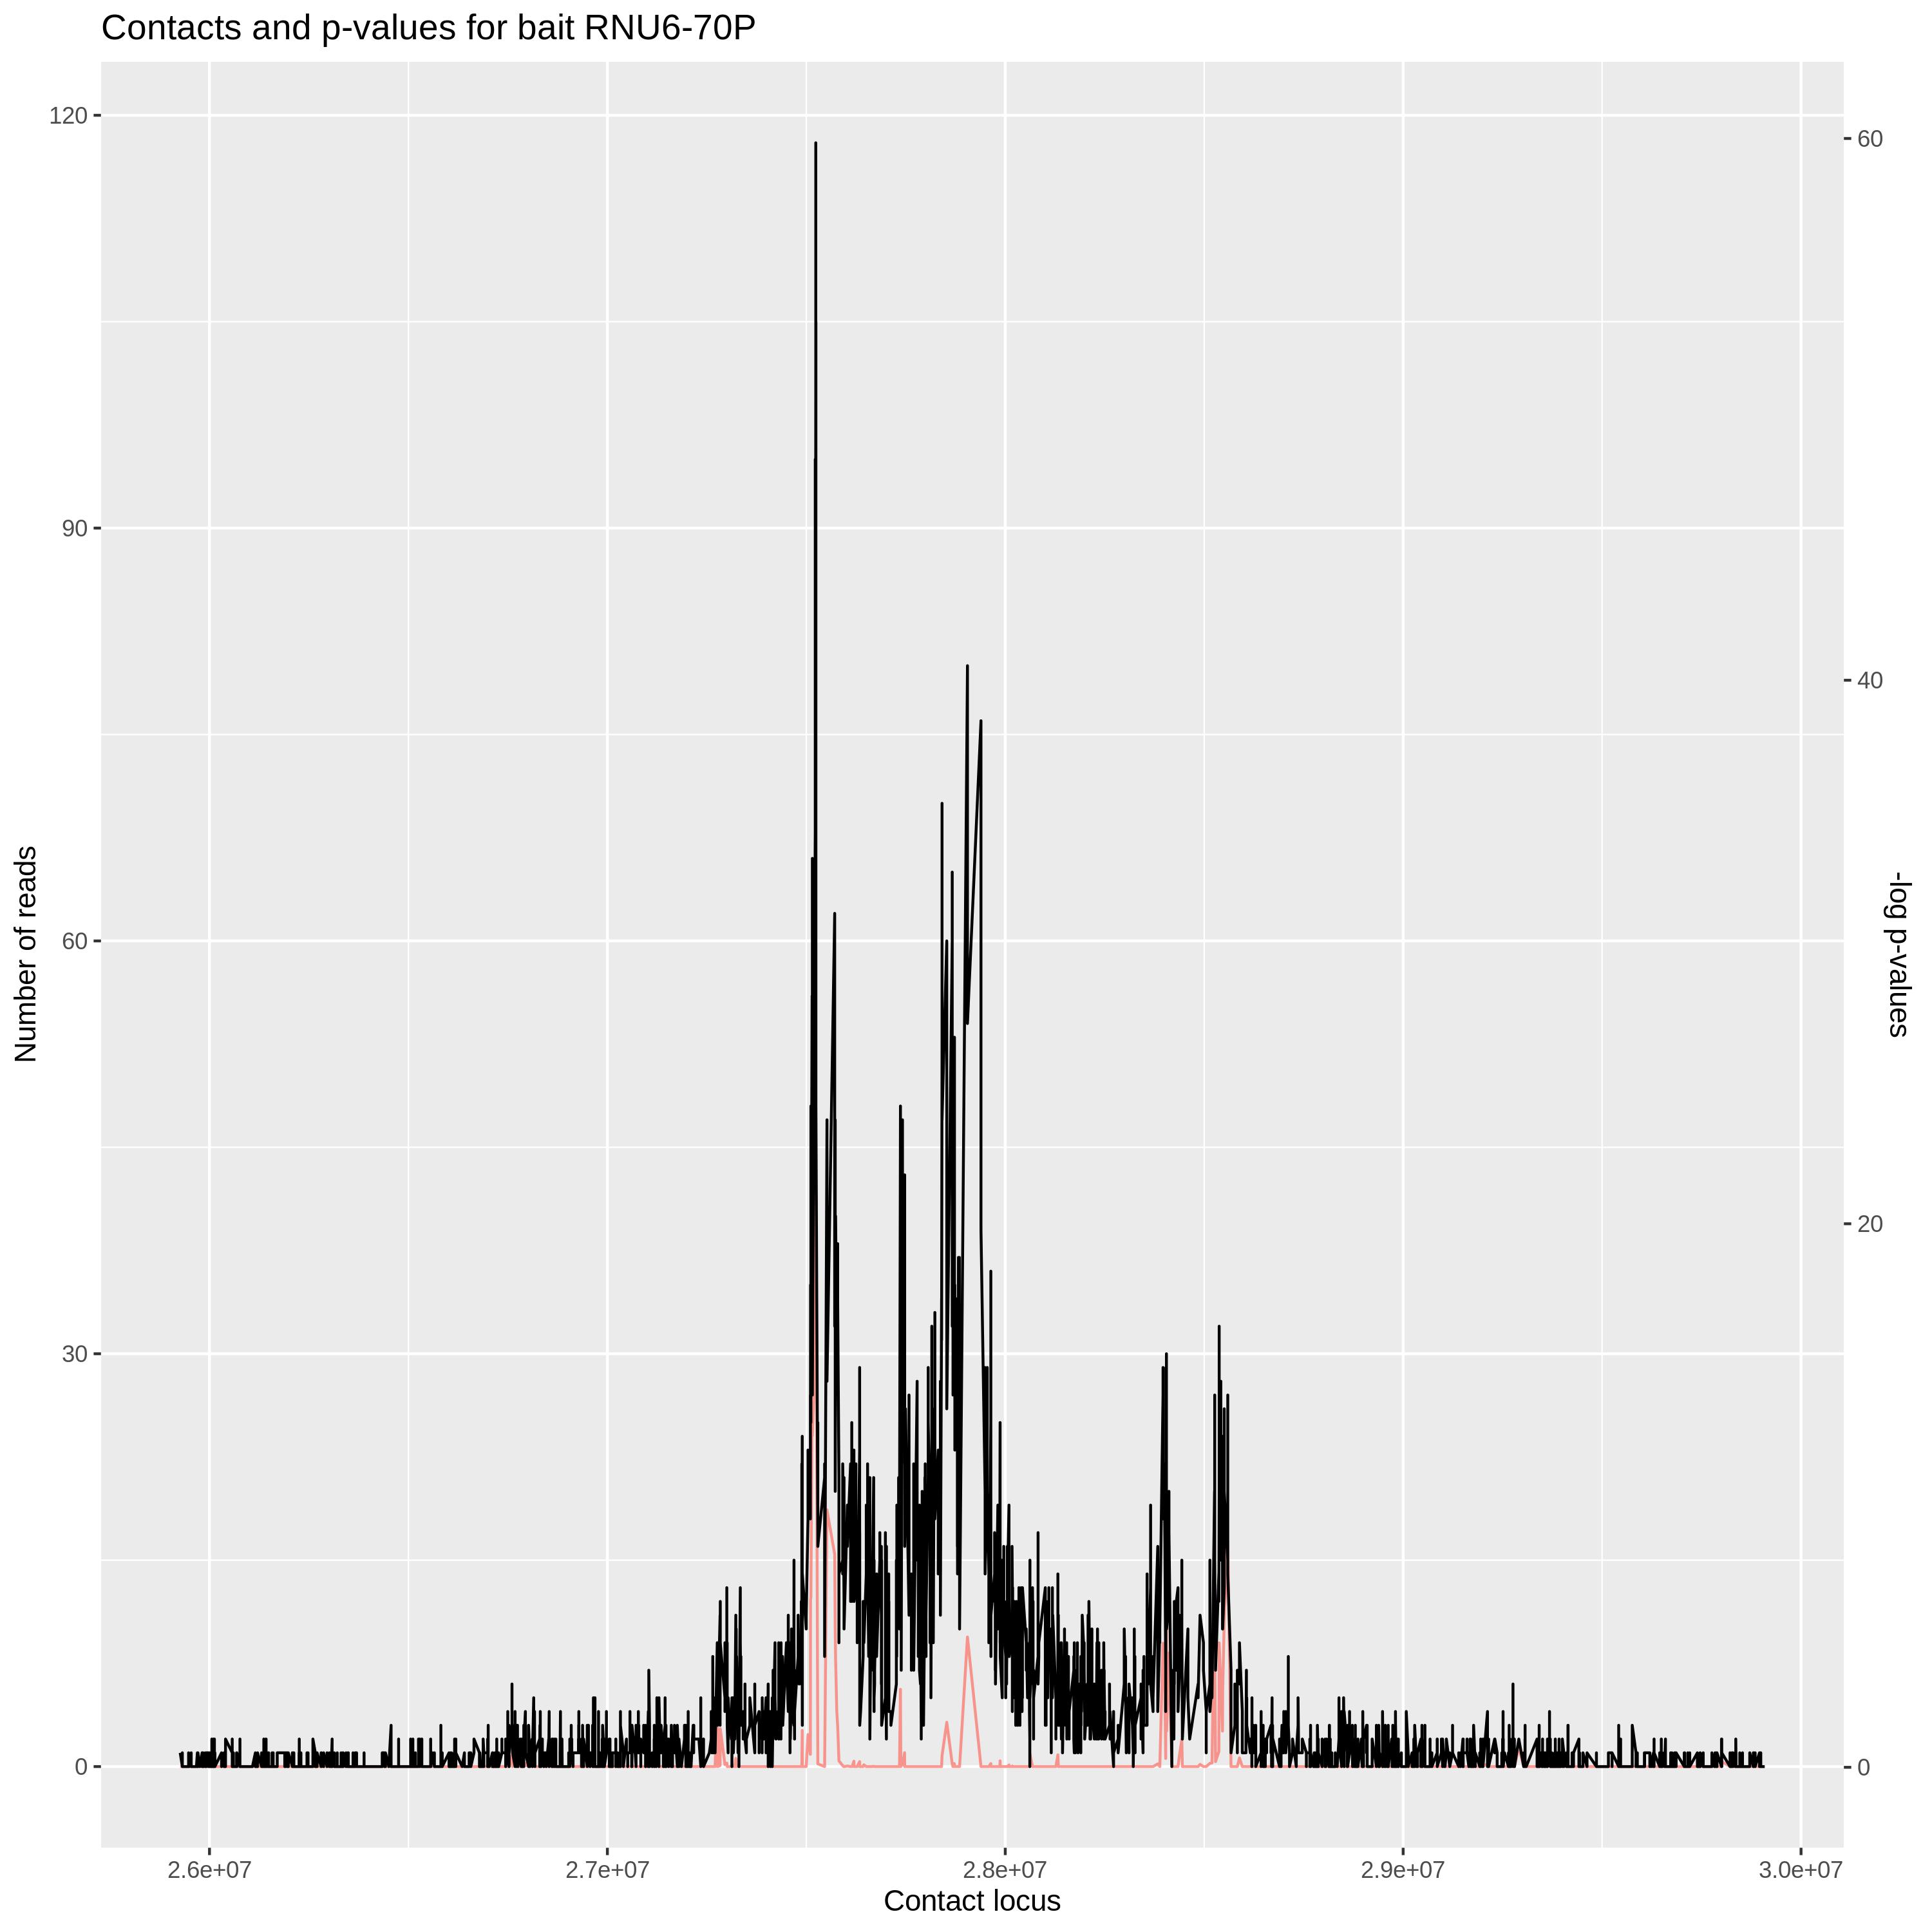 Contacts and p-values for bait RNU6-70P
120
90
60
30
0
Number of reads
60
40
20
0
-log p-values
2.6e+07
2.7e+07
2.8e+07
2.9e+07
3.0e+07
Contact locus